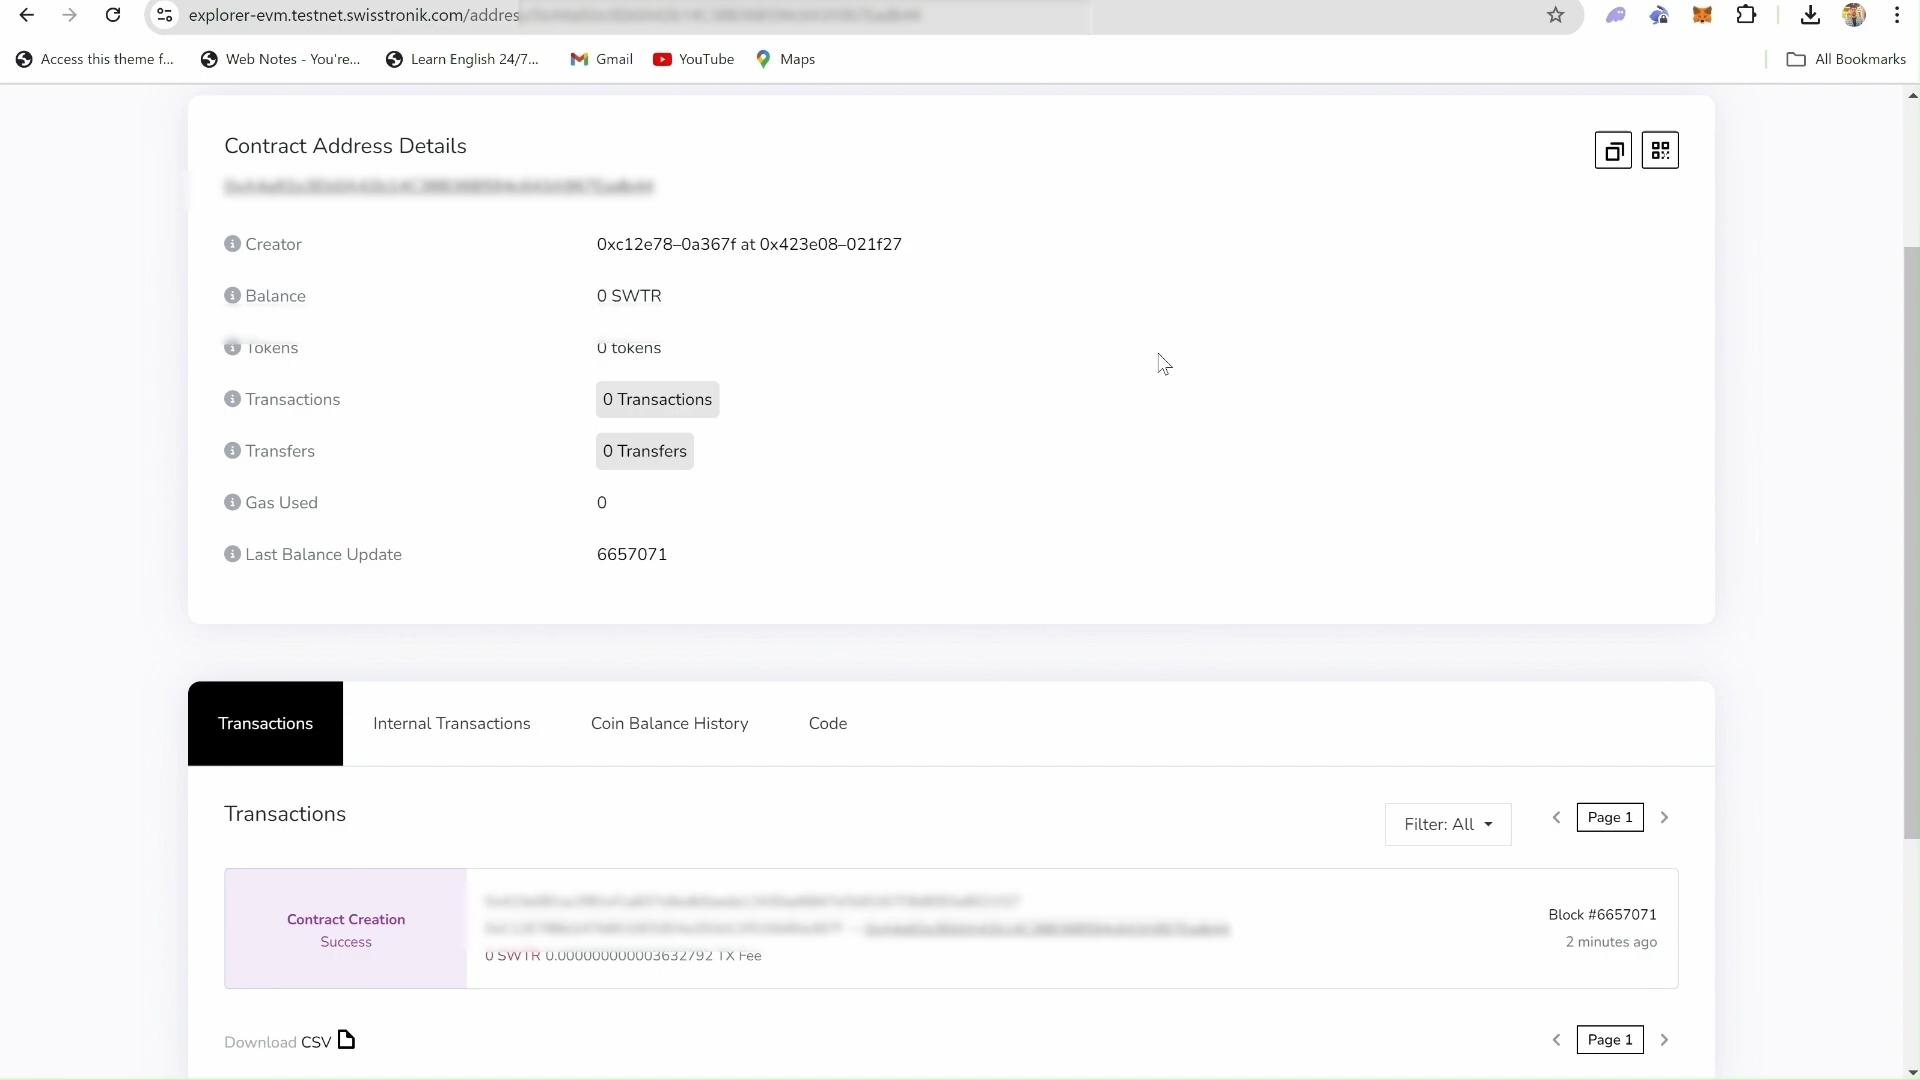 explorer-evm.testnet.swisstronik.com/addres
Access this theme f...
Web Notes - You're...
Learn English 24/7...
Gmail
YouTube
Maps
All Bookmarks
Contract Address Details
Creator
0xc12e78–0a367f at 0x423e08–021f27
Balance
0 SWTR
Tokens
0 tokens
Transactions
0 Transactions
Transfers
0 Transfers
Gas Used
0
Last Balance Update
6657071
Transactions
Internal Transactions
Coin Balance History
Code
Transactions
Filter: All
Page 1
Contract Creation
Success
0 SWTR 0.000000000003632792 TX Fee
Block #6657071
2 minutes ago
Download CSV
Page 1